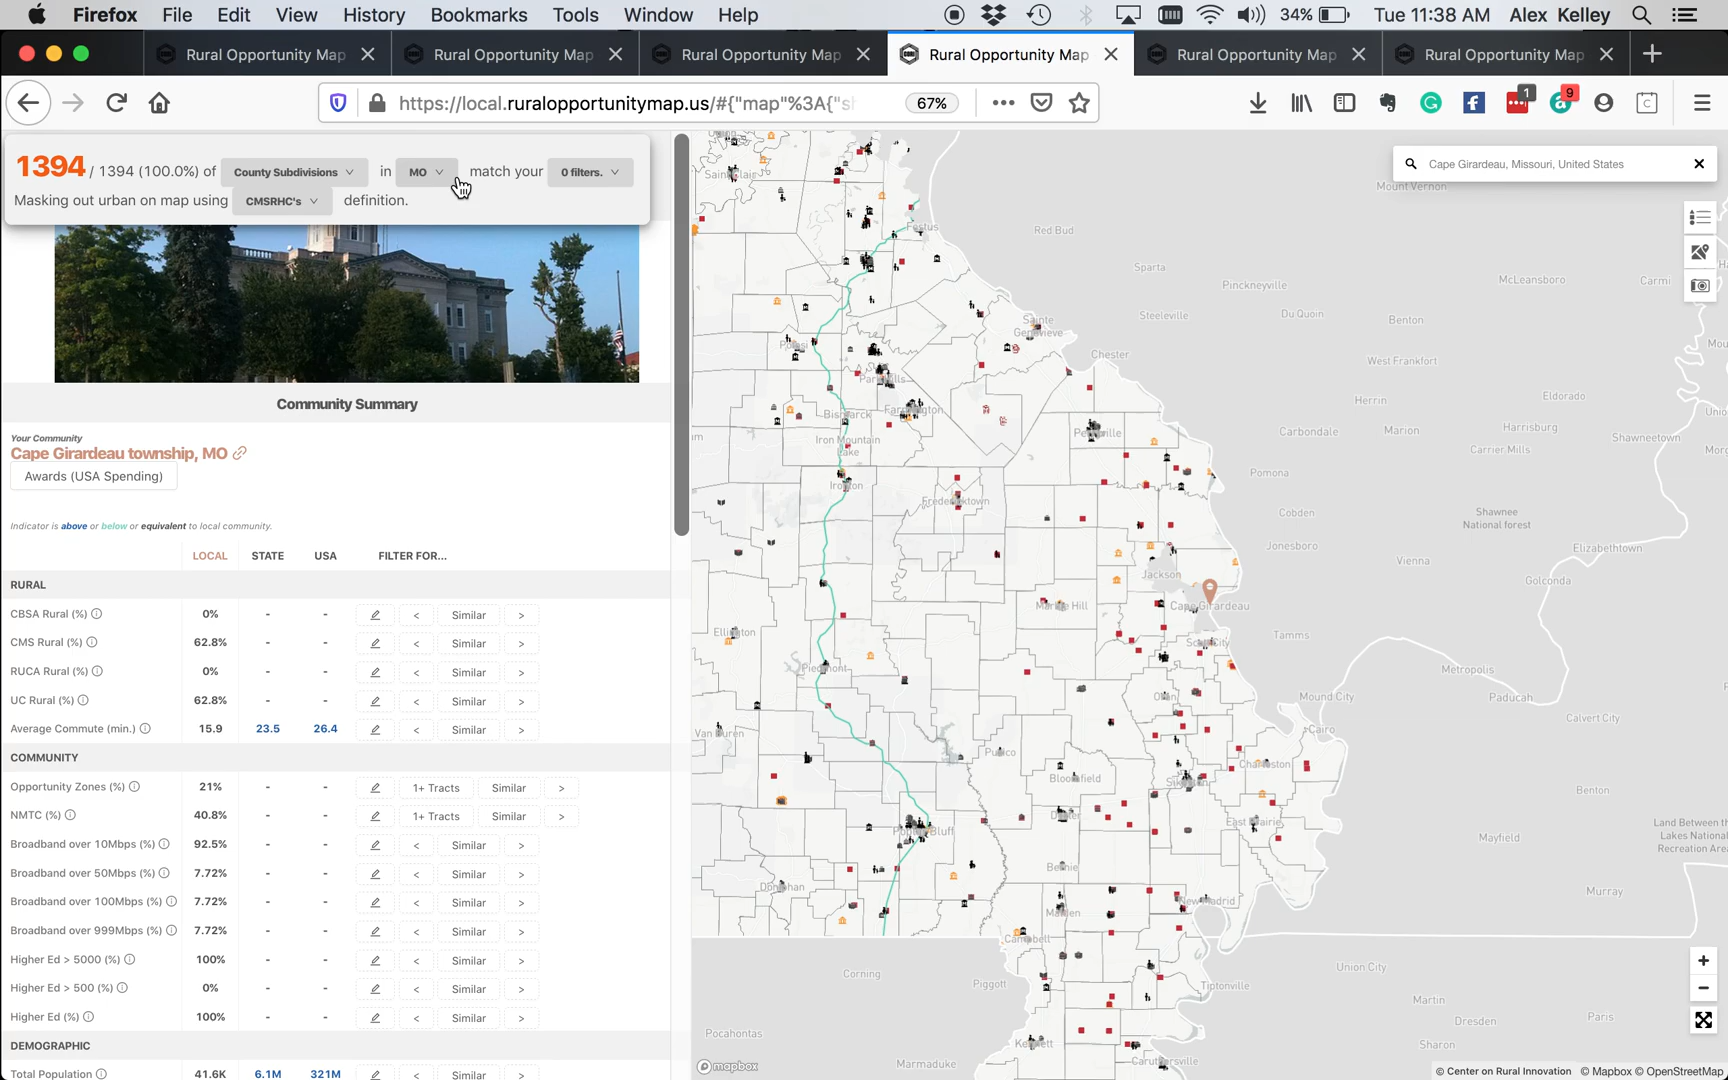 Firefox File Edit View History Bookmarks Tools Window Help 34% Tue 11:38 AM Alex Kelley
Rural Opportunity Map Rural Opportunity Map Rural Opportunity Map Rural Opportunity Map Rural Opportunity Map Rural Opportunity Map
https://local.ruralopportunitymap.us/#{"map"%3A{"sl 67% 1 9
1394 / 1394 (100.0%) of County Subdivisions in MO match your 0 filters.
Masking out urban on map using CMSRHC's definition.
Community Summary
Your Community
Cape Girardeau township, MO
Awards (USA Spending)
Indicator is above or below or equivalent to local community.
LOCAL STATE USA FILTER FOR...
RURAL
CBSA Rural (%) 0% - - < Similar >
CMS Rural (%) 62.8% - - < Similar >
RUCA Rural (%) 0% - - < Similar >
UC Rural (%) 62.8% - - < Similar >
Average Commute (min.) 15.9 23.5 26.4 < Similar >
COMMUNITY
Opportunity Zones (%) 21% - - 1+ Tracts Similar >
NMTC (%) 40.8% - - 1+ Tracts Similar >
Broadband over 10Mbps (%) 92.5% - - < Similar >
Broadband over 50Mbps (%) 7.72% - - < Similar >
Broadband over 100Mbps (%) 7.72% - - < Similar >
Broadband over 999Mbps (%) 7.72% - - < Similar >
Higher Ed > 5000 (%) 100% - - < Similar >
Higher Ed > 500 (%) 0% - - < Similar >
Higher Ed (%) 100% - - < Similar >
DEMOGRAPHIC
Total Population 41.6K 6.1M 321M < Similar >
Cape Girardeau, Missouri, United States
Mount Vernon
Festus
Red Bud
Sparta
Pinckneyville
McLeansboro
Carmi
Sainte
Genevieve
Steeleville
Du Quoin
Benton
Chester
West Frankfort
Herrin
Eldorado
Farmington
Bismarck
Iron Mountain
Lake
Carbondale
Marion
Harrisburg
Carrier Mills
Shawneetown
Pomona
Ironton
Fredericktown
Cobden
Shawnee
National forest
Jonesboro
Elizabethtown
Vienna
Golconda
Jackson
Cape Girardeau
Marble Hill
Ellington
Tamms
Scott City
Piedmont
Metropolis
Paducah
Mound City
Calvert City
Van Buren
Cairo
Puxico
Bloomfield
Charleston
Benton
East Prairie
Mayfield
Land Between th
Lakes National
Recreation Area
Poplar Bluff
Bernie
Doniphan
Murray
New Madrid
Malden
Campbell
Corning
Piggott
Union City
Tiptonville
Martin
Dresden
Paris
Sharon
Pocahontas
Kennett
Marmaduke
Caruthersville
mapbox
© Center on Rural Innovation © Mapbox © OpenStreetMap